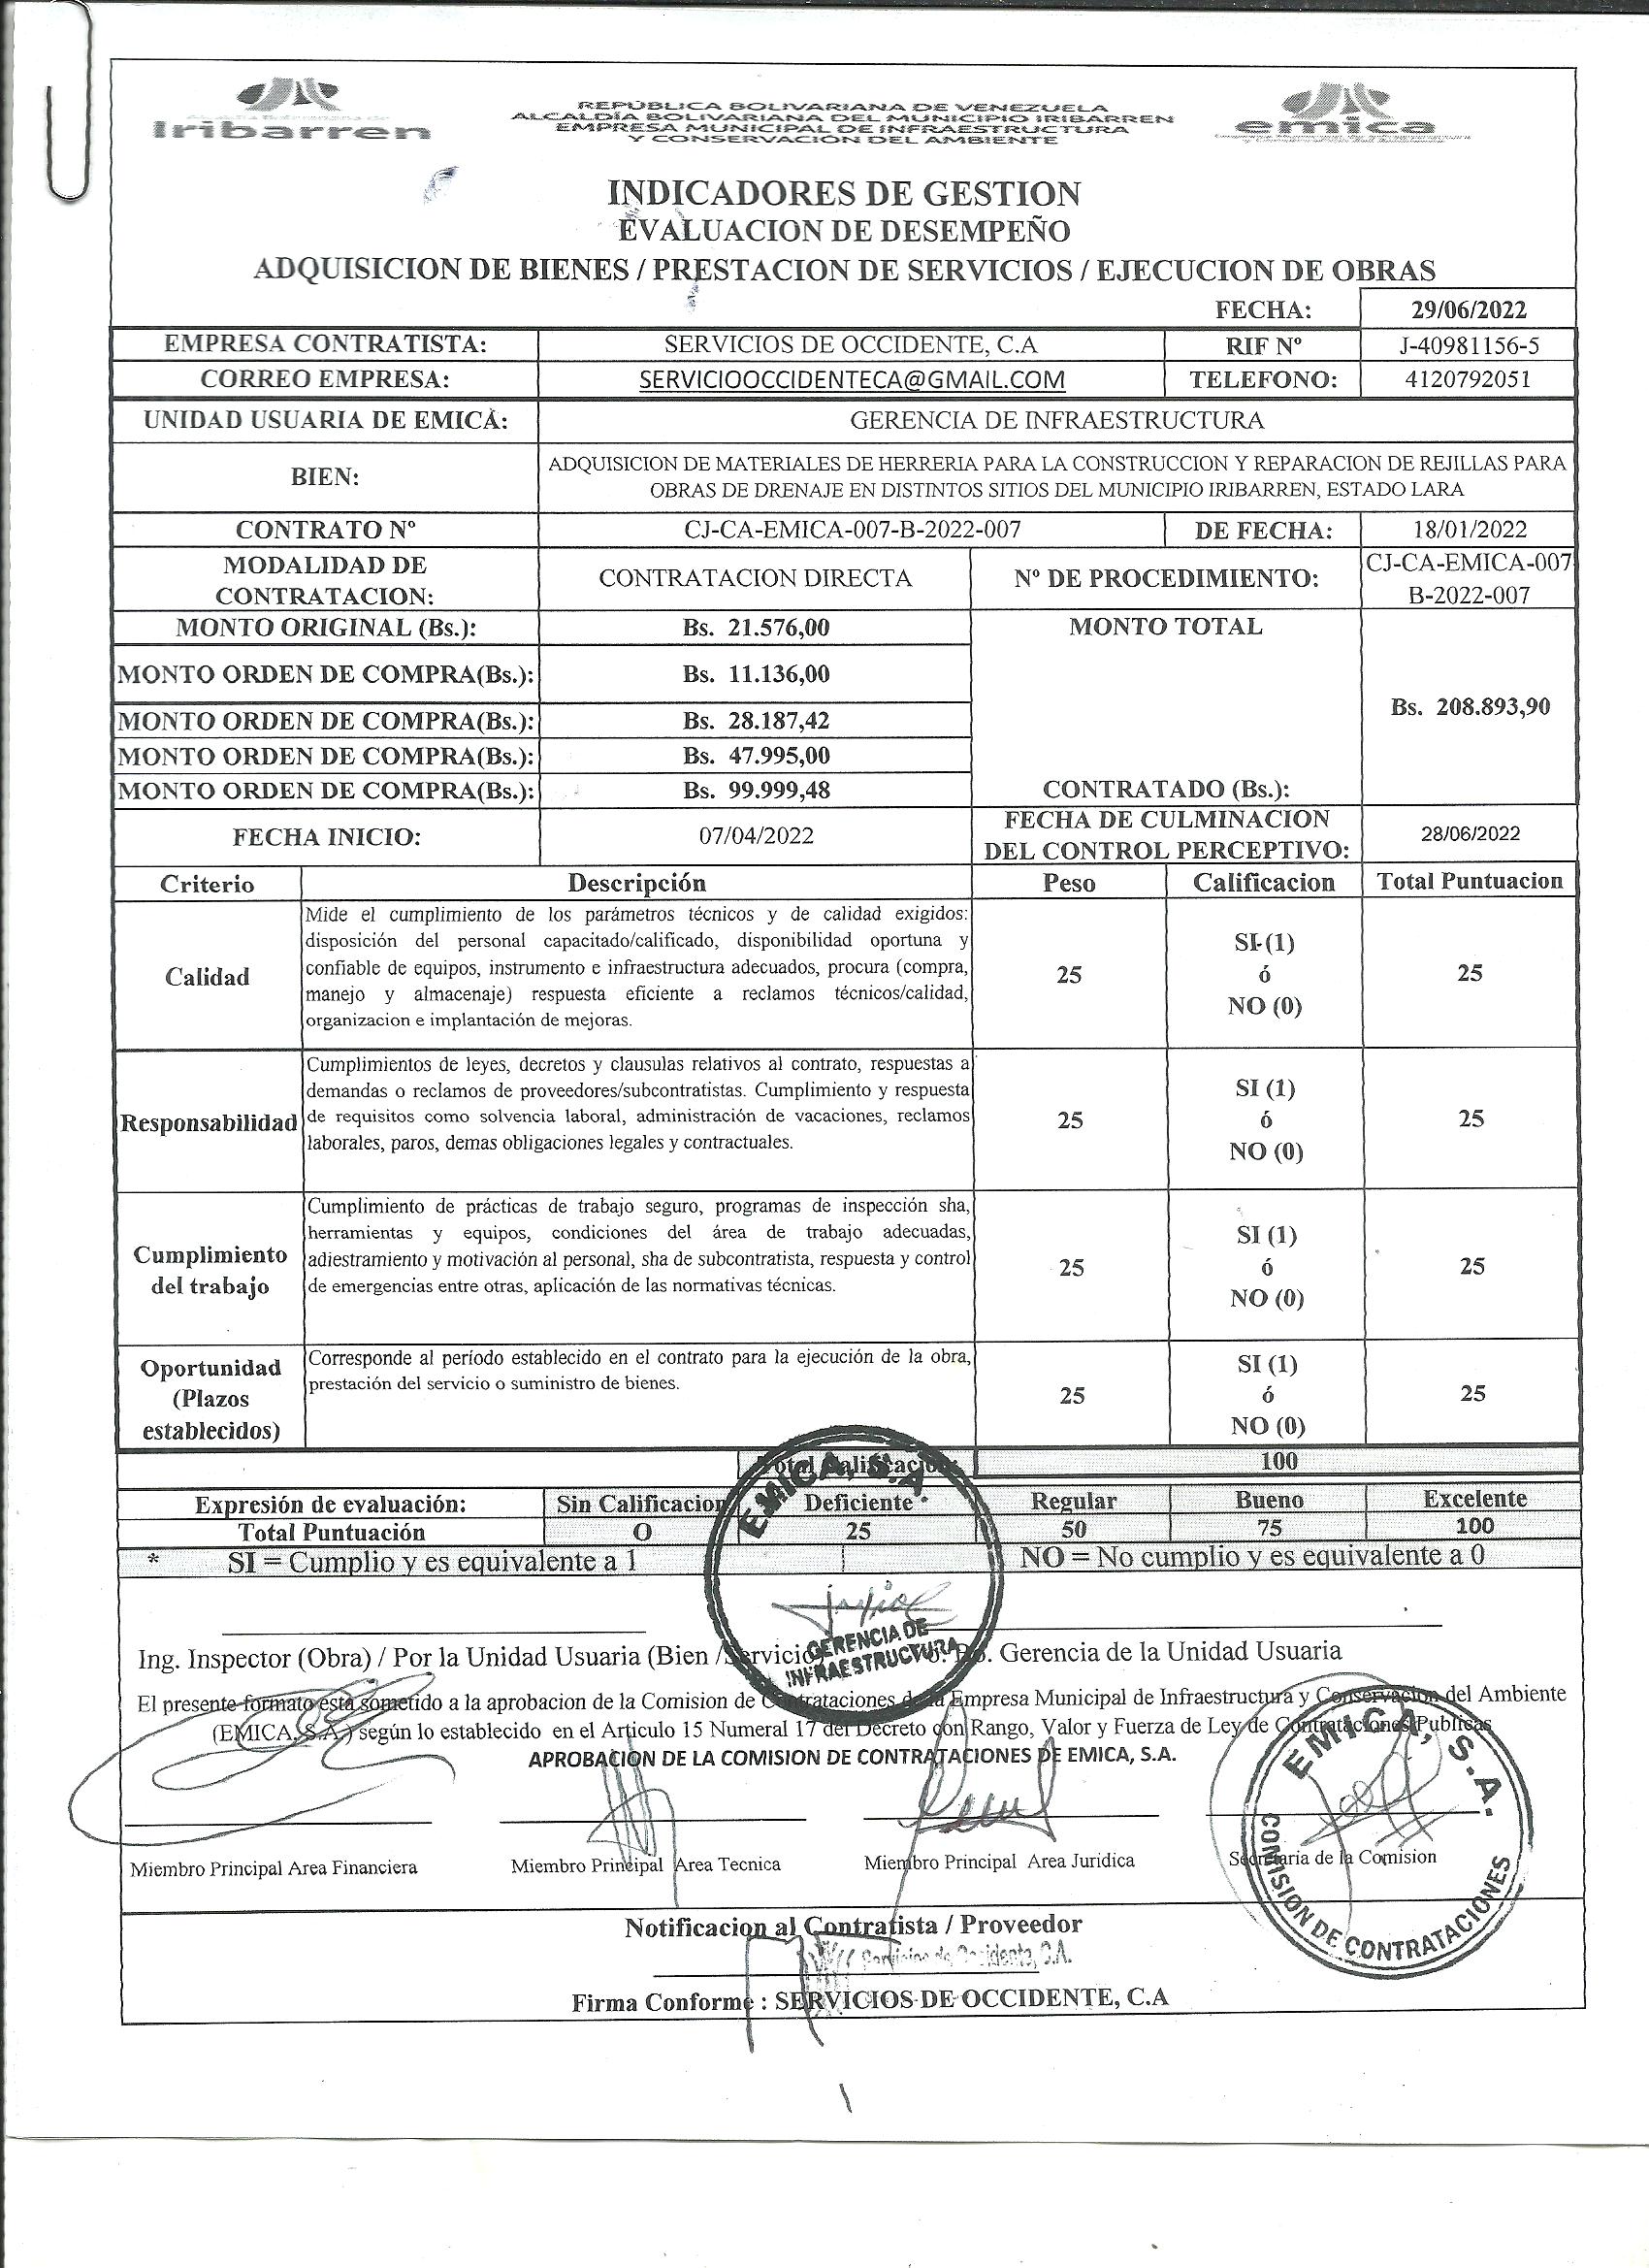 Iribarren
REPÚBLICA BOLIVARIANA DE VENEZUELA
ALCALDÍA BOLIVARIANA DEL MUNICIPIO IRIBARREN
EMPRESA MUNICIPAL DE INFRAESTRUCTURA
Y CONSERVACIÓN DEL AMBIENTE
emica
INDICADORES DE GESTION
EVALUACION DE DESEMPEÑO
ADQUISICION DE BIENES / PRESTACION DE SERVICIOS / EJECUCION DE OBRAS
FECHA: 29/06/2022
EMPRESA CONTRATISTA: SERVICIOS DE OCCIDENTE, C.A RIF Nº J-40981156-5
CORREO EMPRESA: SERVICIOOCCIDENTECA@GMAIL.COM TELEFONO: 4120792051
UNIDAD USUARIA DE EMICA: GERENCIA DE INFRAESTRUCTURA
BIEN: ADQUISICION DE MATERIALES DE HERRERIA PARA LA CONSTRUCCION Y REPARACION DE REJILLAS PARA
OBRAS DE DRENAJE EN DISTINTOS SITIOS DEL MUNICIPIO IRIBARREN, ESTADO LARA
CONTRATO Nº CJ-CA-EMICA-007-B-2022-007 DE FECHA: 18/01/2022
MODALIDAD DE
CONTRATACION: CONTRATACION DIRECTA Nº DE PROCEDIMIENTO: CJ-CA-EMICA-007
B-2022-007
MONTO ORIGINAL (Bs.): Bs. 21.576,00 MONTO TOTAL
MONTO ORDEN DE COMPRA(Bs.): Bs. 11.136,00
Bs. 208.893,90
MONTO ORDEN DE COMPRA(Bs.): Bs. 28.187,42
MONTO ORDEN DE COMPRA(Bs.): Bs. 47.995,00
MONTO ORDEN DE COMPRA(Bs.): Bs. 99.999,48 CONTRATADO (Bs.):
FECHA INICIO: 07/04/2022 FECHA DE CULMINACION
DEL CONTROL PERCEPTIVO: 28/06/2022
Criterio Descripción Peso Calificacion Total Puntuacion
Calidad
Mide el cumplimiento de los parámetros técnicos y de calidad exigidos:
disposición del personal capacitado/calificado, disponibilidad oportuna y
confiable de equipos, instrumento e infraestructura adecuados, procura (compra,
manejo y almacenaje) respuesta eficiente a reclamos técnicos/calidad,
organizacion e implantación de mejoras.
25
SI (1)
ó
NO (0)
25
Responsabilidad
Cumplimientos de leyes, decretos y clausulas relativos al contrato, respuestas a
demandas o reclamos de proveedores/subcontratistas. Cumplimiento y respuesta
de requisitos como solvencia laboral, administración de vacaciones, reclamos
laborales, paros, demas obligaciones legales y contractuales.
25
SI (1)
ó
NO (0)
25
Cumplimiento
del trabajo
Cumplimiento de prácticas de trabajo seguro, programas de inspección sha,
herramientas y equipos, condiciones del área de trabajo adecuadas,
adiestramiento y motivación al personal, sha de subcontratista, respuesta y control
de emergencias entre otras, aplicación de las normativas técnicas.
25
SI (1)
ó
NO (0)
25
Oportunidad
(Plazos
establecidos)
Corresponde al período establecido en el contrato para la ejecución de la obra,
prestación del servicio o suministro de bienes.
25
SI (1)
ó
NO (0)
25
Total Calificacion 100
Expresión de evaluación: Sin Calificacion Deficiente * Regular Bueno Excelente
Total Puntuación O 25 50 75 100
* SI = Cumplio y es equivalente a 1 NO = No cumplio y es equivalente a 0
EMICA, S.A
GERENCIA DE
INFRAESTRUCTURA
Ing. Inspector (Obra) / Por la Unidad Usuaria (Bien / Servicio) Gerencia de la Unidad Usuaria
El presente formato está sometido a la aprobacion de la Comision de Contrataciones de la Empresa Municipal de Infraestructura y Conservacion del Ambiente
(EMICA, S.A.) según lo establecido en el Articulo 15 Numeral 17 del Decreto con Rango, Valor y Fuerza de Ley de Contrataciones Publicas
APROBACION DE LA COMISION DE CONTRATACIONES DE EMICA, S.A.
Miembro Principal Area Financiera
Miembro Principal Area Tecnica
Miembro Principal Area Juridica
Secretaria de la Comision
EMICA, S.A.
COMISION DE CONTRATACIONES
Notificacion al Contratista / Proveedor
Servicios de Occidente, C.A.
Firma Conforme : SERVICIOS DE OCCIDENTE, C.A